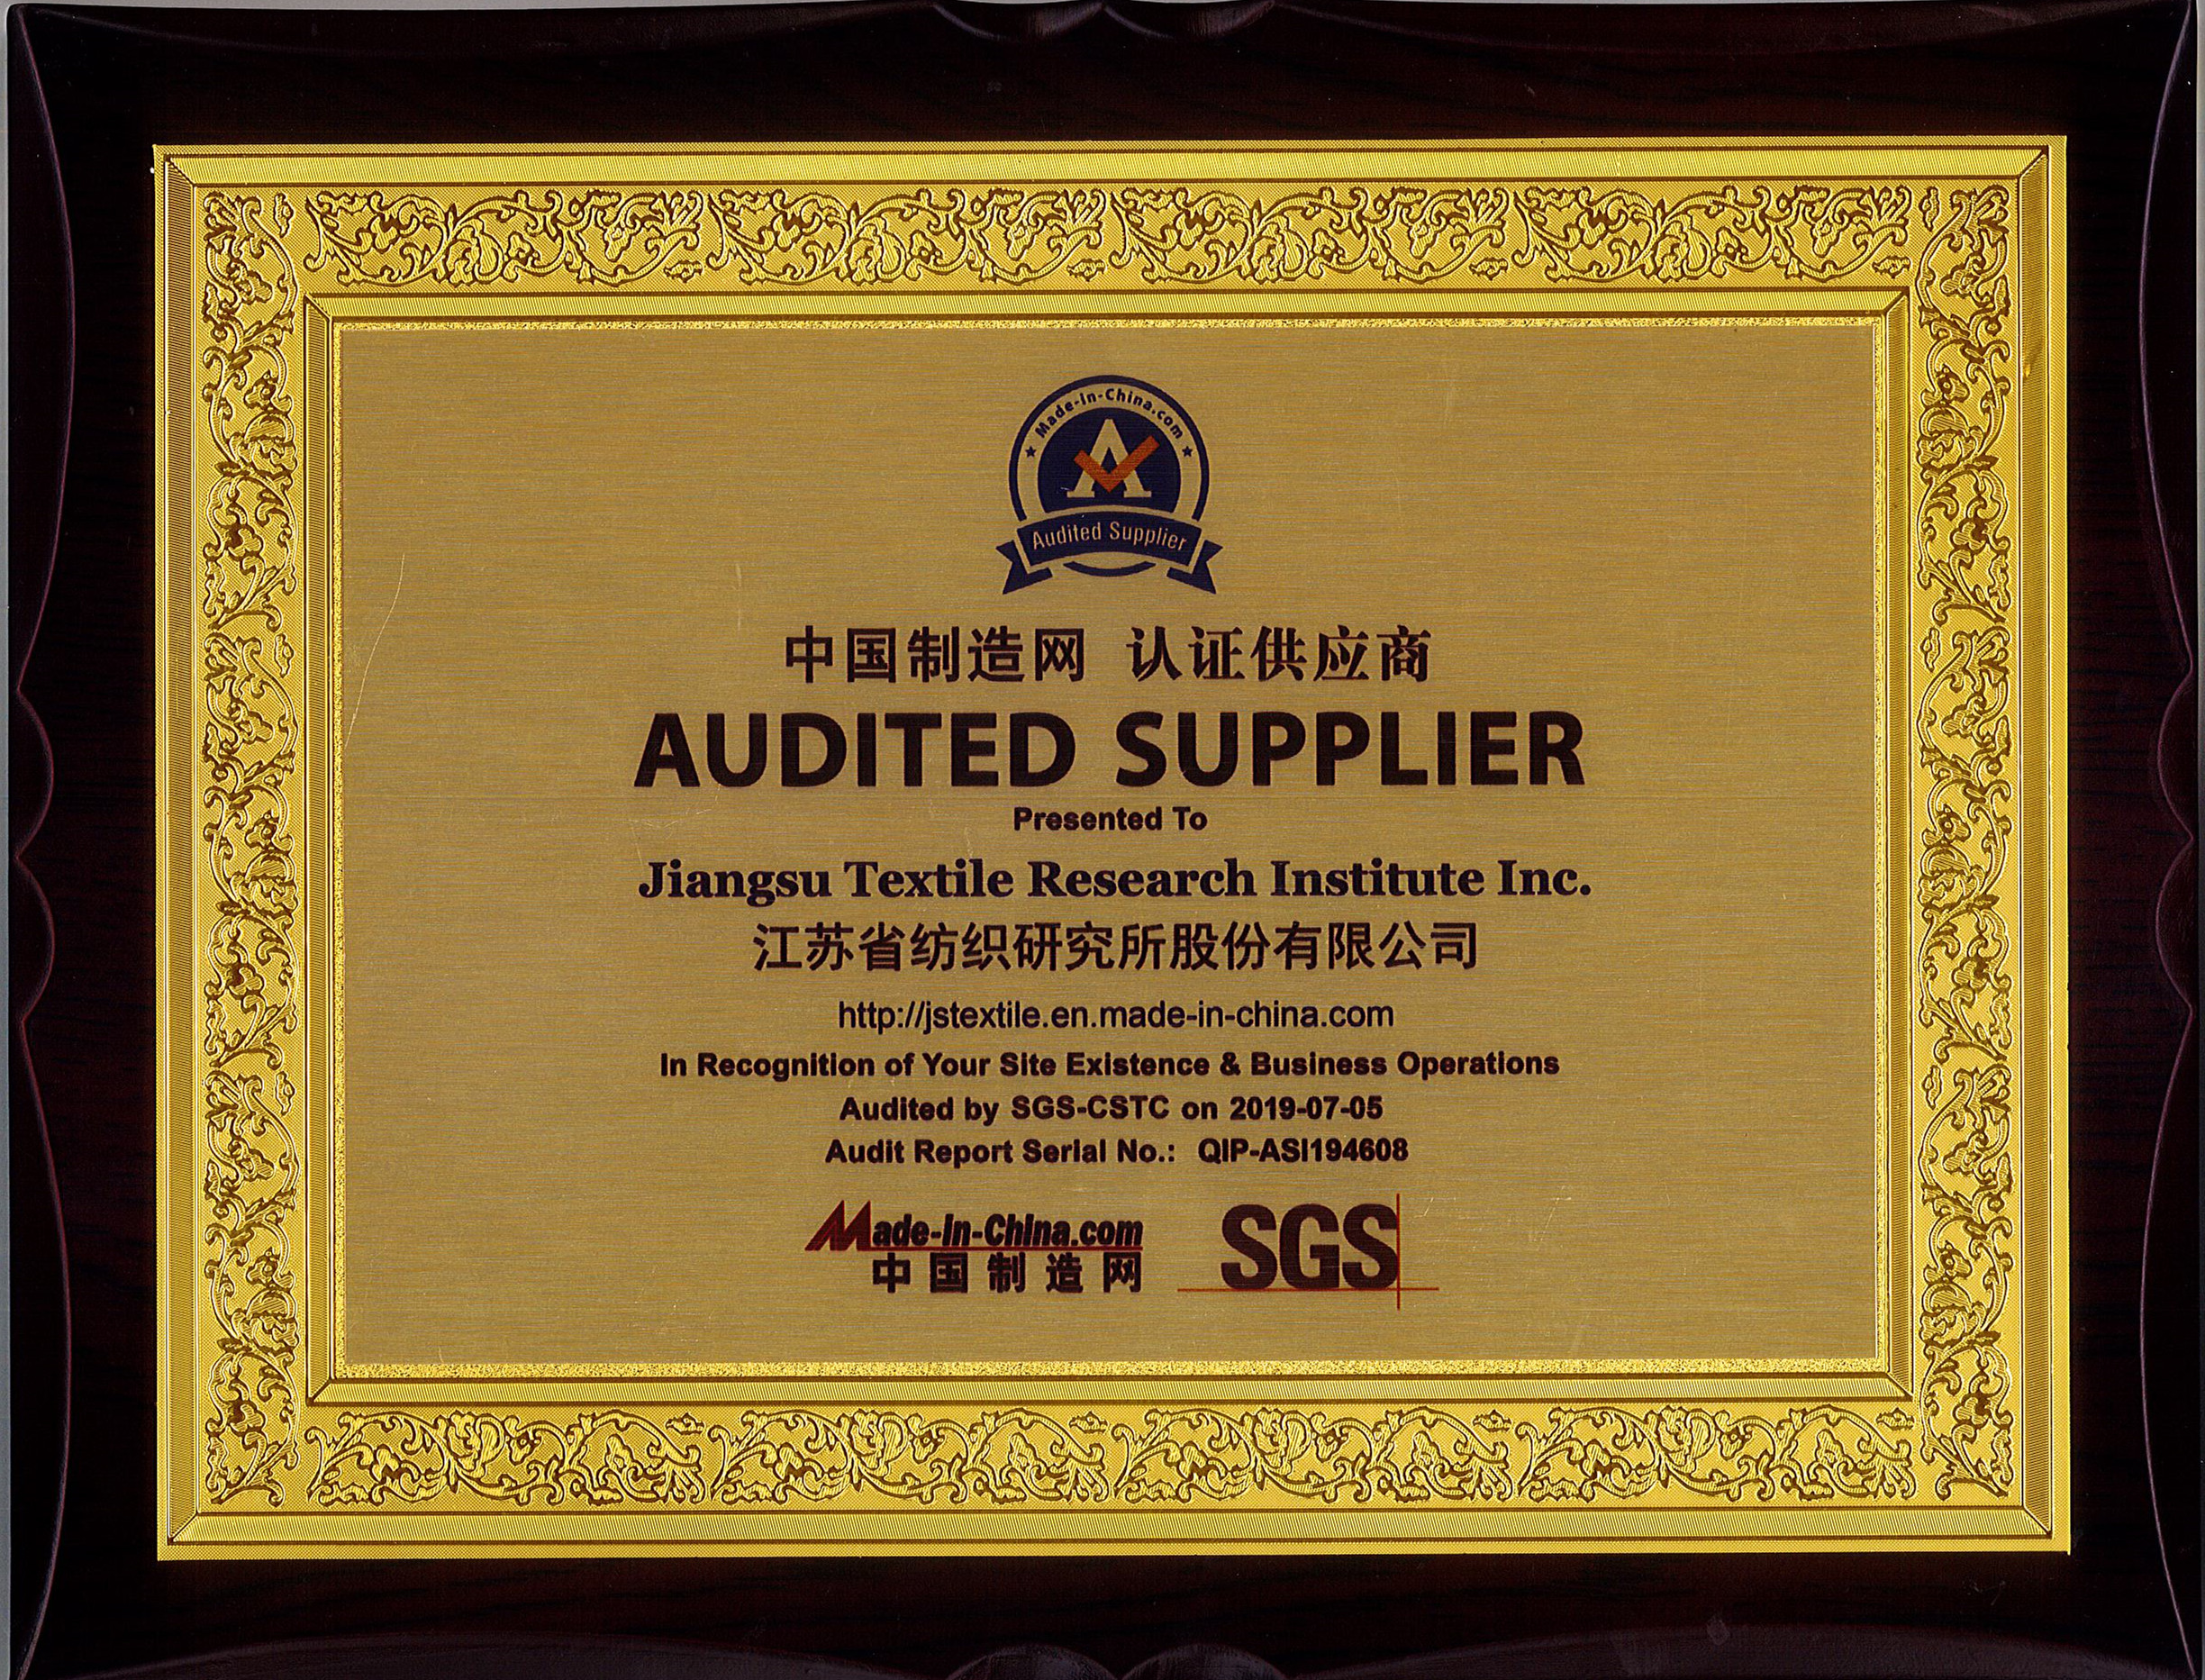 Made-in-China.com
Audited Supplier
中国制造网 认证供应商
AUDITED SUPPLIER
Presented To
Jiangsu Textile Research Institute Inc.
江苏省纺织研究所股份有限公司
http://jstextile.en.made-in-china.com
In Recognition of Your Site Existence & Business Operations
Audited by SGS-CSTC on 2019-07-05
Audit Report Serial No.: QIP-ASI194608
Made-in-China.com
中国制造网
SGS